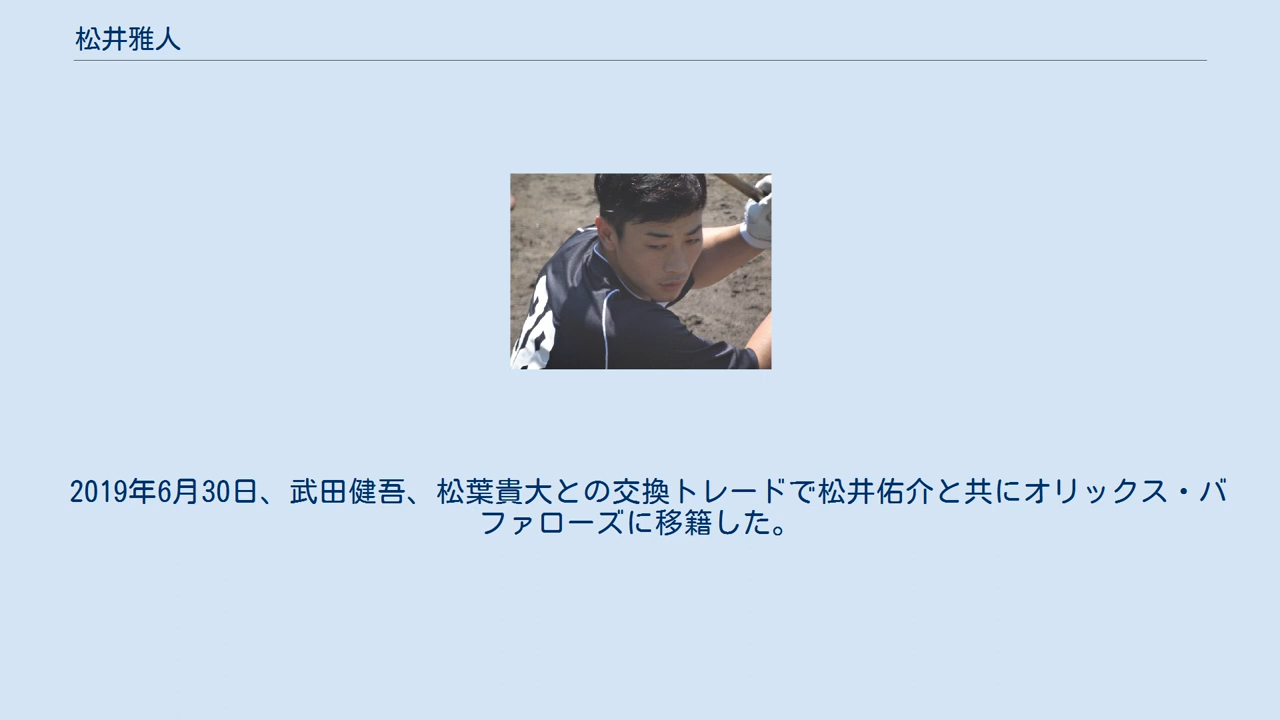 松井雅人
2019年6月30日、武田健吾、松葉貴大との交換トレードで松井佑介と共にオリックス・バ
ファローズに移籍した。